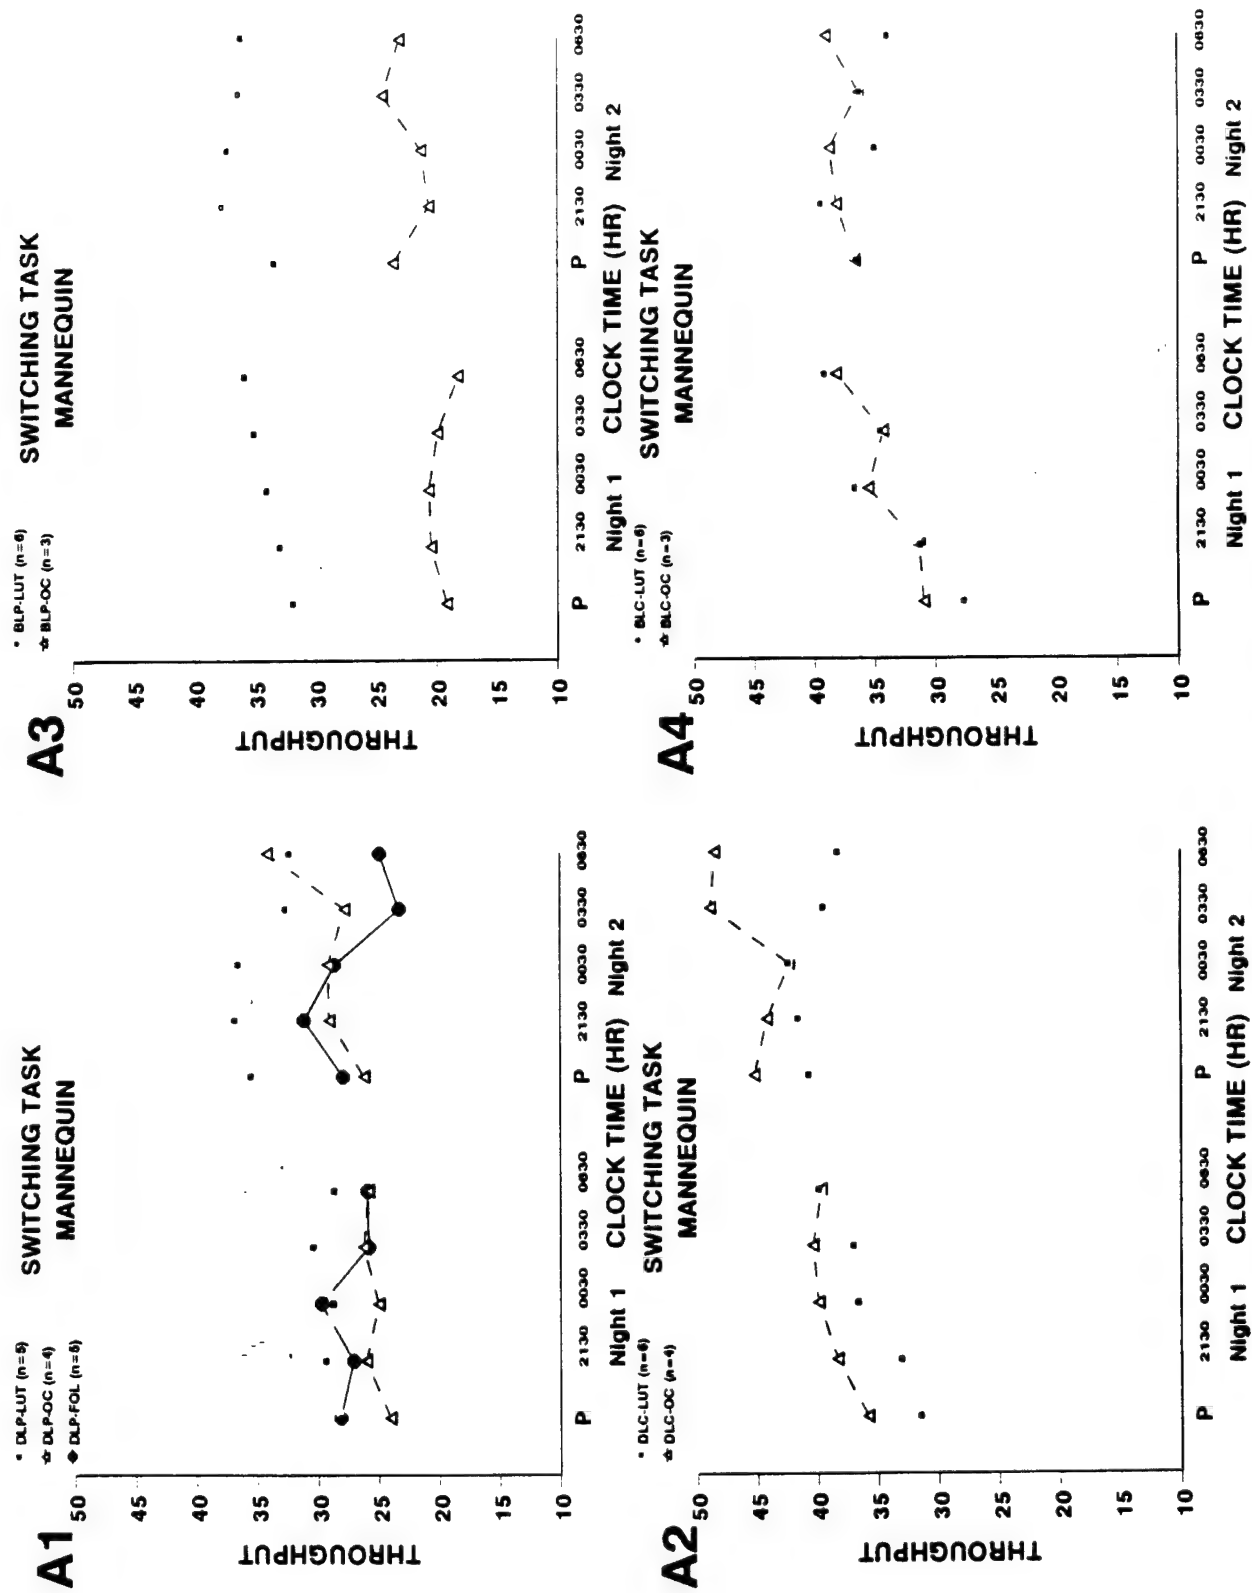 A1
SWITCHING TASK
MANNEQUIN
DLP-LUT (n=5)
DLP-OC (n=4)
DLP-FOL (n=5)
THROUGHPUT
50
45
40
35
30
25
20
15
10
P 2130 0030 0330 0630 P 2130 0030 0330 0630
Night 1 CLOCK TIME (HR) Night 2
A3
SWITCHING TASK
MANNEQUIN
BLP-LUT (n=6)
BLP-OC (n=3)
THROUGHPUT
50
45
40
35
30
25
20
15
10
P 2130 0030 0330 0630 P 2130 0030 0330 0630
Night 1 CLOCK TIME (HR) Night 2
A2
SWITCHING TASK
MANNEQUIN
DLC-LUT (n=6)
DLC-OC (n=4)
THROUGHPUT
50
45
40
35
30
25
20
15
10
P 2130 0030 0330 0630 P 2130 0030 0330 0630
Night 1 CLOCK TIME (HR) Night 2
A4
SWITCHING TASK
MANNEQUIN
BLC-LUT (n=6)
BLC-OC (n=3)
THROUGHPUT
50
45
40
35
30
25
20
15
10
P 2130 0030 0330 0630 P 2130 0030 0330 0630
Night 1 CLOCK TIME (HR) Night 2